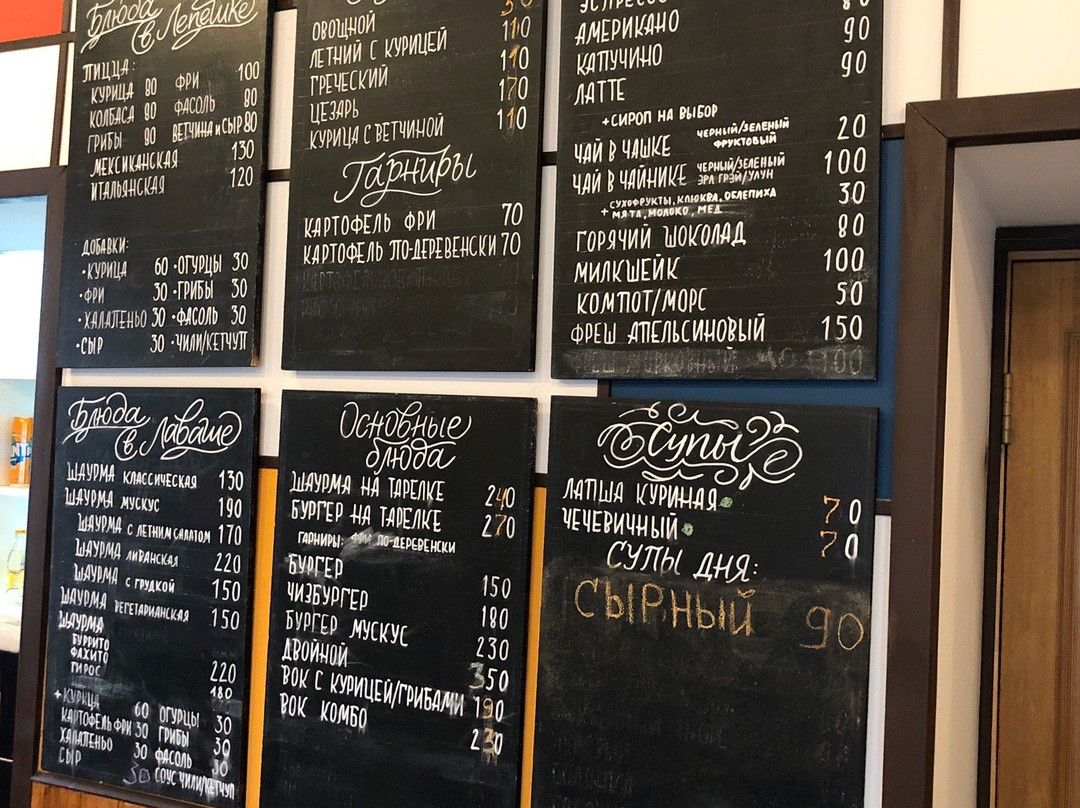 Блюда
в Лепёшке
ПИЦЦА:
КУРИЦА 80 ФРИ 100
КОЛБАСА 80 ФАСОЛЬ 80
ГРИБЫ 80 ВЕТЧИНА и СЫР 80
МЕКСИКАНСКАЯ 130
ИТАЛЬЯНСКАЯ 120
ДОБАВКИ:
•КУРИЦА 60 •ОГУРЦЫ 30
•ФРИ 30 •ГРИБЫ 30
•ХАЛАПЕНЬО 30 •ФАСОЛЬ 30
•СЫР 30 •ЧИЛИ/КЕТЧУП
ОВОЩНОЙ 110
ЛЕТНИЙ С КУРИЦЕЙ 110
ГРЕЧЕСКИЙ 170
ЦЕЗАРЬ 110
КУРИЦА С ВЕТЧИНОЙ
Гарниры
КАРТОФЕЛЬ ФРИ 70
КАРТОФЕЛЬ ПО-ДЕРЕВЕНСКИ 70
ЭСПРЕССО 80
АМЕРИКАНО 90
КАПУЧИНО 90
ЛАТТЕ
+СИРОП НА ВЫБОР
ЧАЙ В ЧАШКЕ ЧЕРНЫЙ/ЗЕЛЕНЫЙ ФРУКТОВЫЙ 20
ЧАЙ В ЧАЙНИКЕ ЧЕРНЫЙ/ЗЕЛЕНЫЙ ЭРЛ ГРЭЙ/УЛУН 100
+ СУХОФРУКТЫ, КЛЮКВА, ОБЛЕПИХА 30
МЯТА, МОЛОКО, МЕД
ГОРЯЧИЙ ШОКОЛАД 80
МИЛКШЕЙК 100
КОМПОТ/МОРС 50
ФРЕШ АПЕЛЬСИНОВЫЙ 150
100
Блюда
в Лаваше
ШАУРМА КЛАССИЧЕСКАЯ 130
ШАУРМА МУСКУС 190
ШАУРМА С ЛЕТНИМ САЛАТОМ 170
ШАУРМА ЛИВАНСКАЯ 220
ШАУРМА С ГРУДКОЙ 150
ШАУРМА ВЕГЕТАРИАНСКАЯ 150
ШАУРМА
БУРРИТО
ФАХИТО
ГИРОС 220
180
+КУРИЦА 60 ОГУРЦЫ 30
КАРТОФЕЛЬ ФРИ 30 ГРИБЫ 30
ХАЛАПЕНЬО 30 ФАСОЛЬ 30
СЫР 30 СОУС ЧИЛИ/КЕТЧУП
Основные
блюда
ШАУРМА НА ТАРЕЛКЕ 240
БУРГЕР НА ТАРЕЛКЕ 270
ГАРНИРЫ: ФРИ ПО-ДЕРЕВЕНСКИ
БУРГЕР
ЧИЗБУРГЕР 150
БУРГЕР МУСКУС 180
ДВОЙНОЙ 230
ВОК С КУРИЦЕЙ/ГРИБАМИ 350
ВОК КОМБО 190
230
Супы
ЛАПША КУРИНАЯ 70
ЧЕЧЕВИЧНЫЙ 70
СУПЫ ДНЯ:
СЫРНЫЙ 90